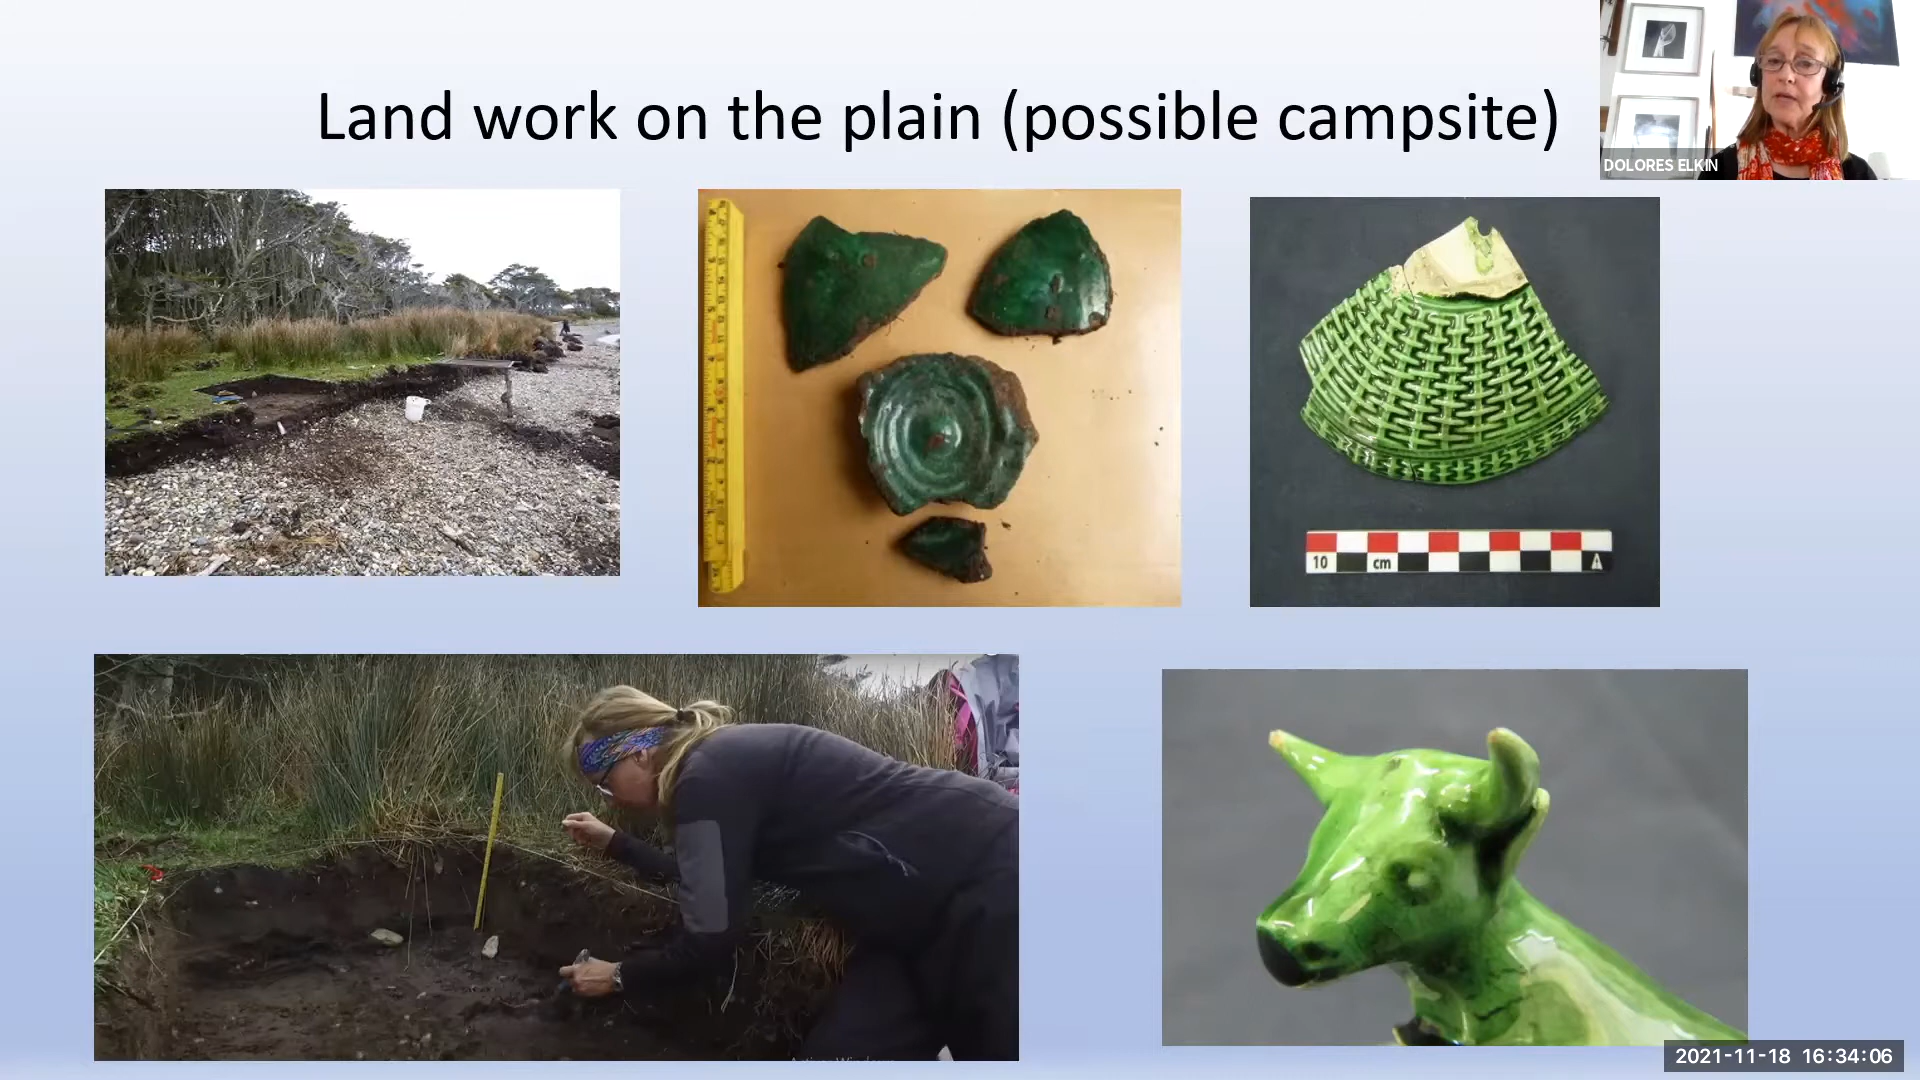 Land work on the plain (possible campsite)
DOLORES ELKIN
10 cm
2021-11-18 16:34:06